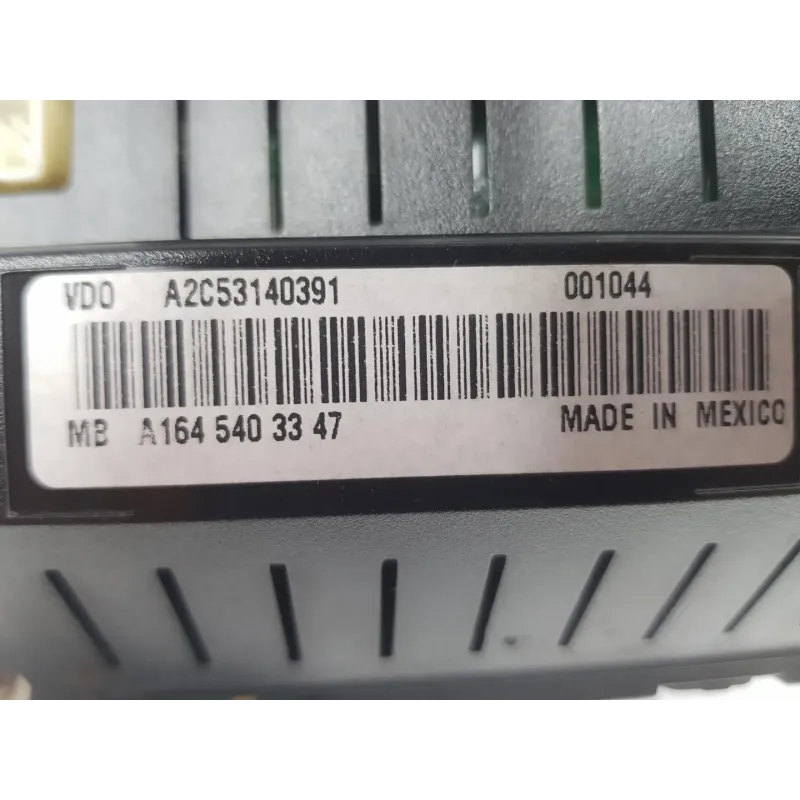 VDO A2C53140391 001044
MB A164 540 33 47 MADE IN MEXICO